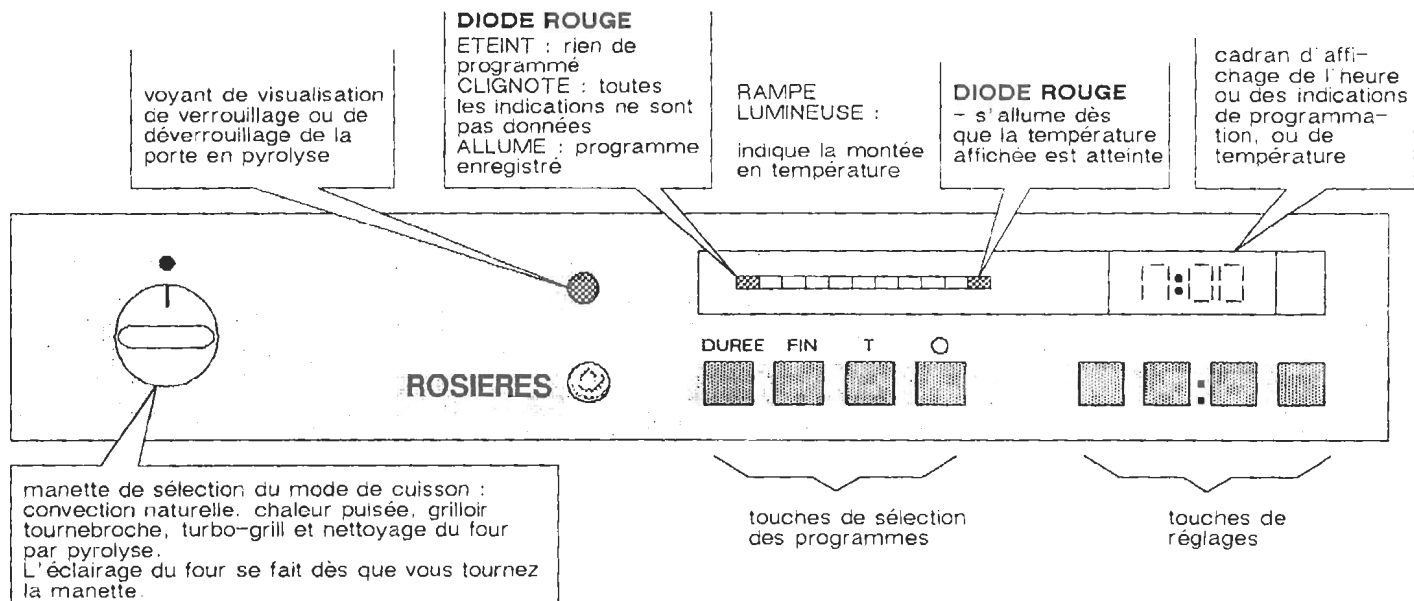 DIODE ROUGE
ETEINT : rien de
programmé
CLIGNOTE : toutes
les indications ne sont
pas données
ALLUME : programme
enregistré
voyant de visualisation
de verrouillage ou de
déverrouillage de la
porte en pyrolyse
RAMPE
LUMINEUSE :
indique la montée
en température
DIODE ROUGE
- s'allume dès
que la température
affichée est atteinte
cadran d'affi-
chage de l'heure
ou des indications
de programma-
tion, ou de
température
DUREE FIN T O
ROSIERES
manette de sélection du mode de cuisson :
convection naturelle. chaleur pulsée, grilloir
tournebroche, turbo-grill et nettoyage du four
par pyrolyse.
L'éclairage du four se fait dès que vous tournez
la manette.
touches de sélection
des programmes
touches de
réglages